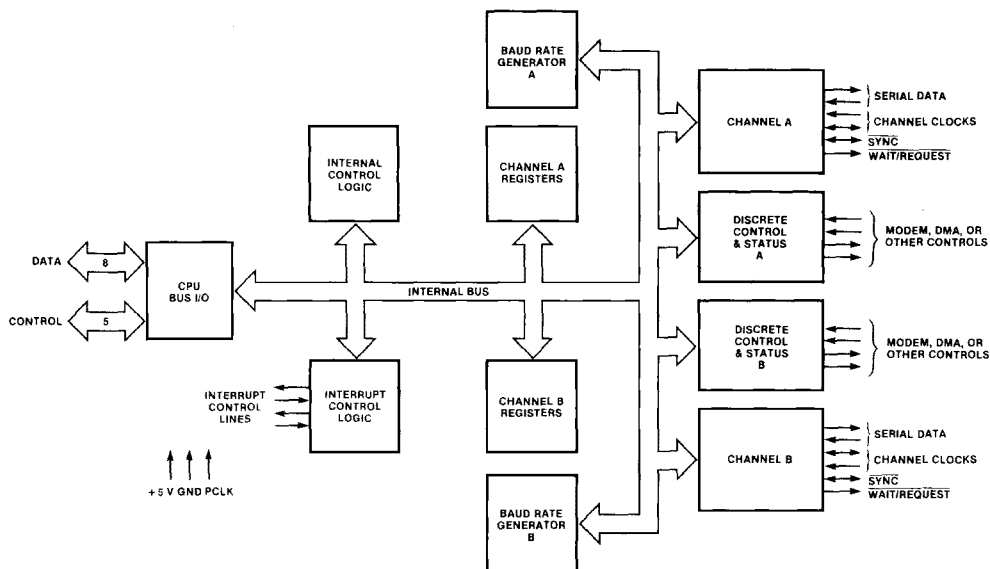 BAUD RATE
GENERATOR
A
CHANNEL A
SERIAL DATA
CHANNEL CLOCKS
SYNC
WAIT/REQUEST
INTERNAL
CONTROL
LOGIC
CHANNEL A
REGISTERS
DISCRETE
CONTROL
& STATUS
A
MODEM, DMA, OR
OTHER CONTROLS
DATA
8
CPU
BUS I/O
CONTROL
5
INTERNAL BUS
DISCRETE
CONTROL
& STATUS
B
MODEM, DMA, OR
OTHER CONTROLS
INTERRUPT
CONTROL
LINES
INTERRUPT
CONTROL
LOGIC
CHANNEL B
REGISTERS
CHANNEL B
SERIAL DATA
CHANNEL CLOCKS
SYNC
WAIT/REQUEST
+5 V GND PCLK
BAUD RATE
GENERATOR
B